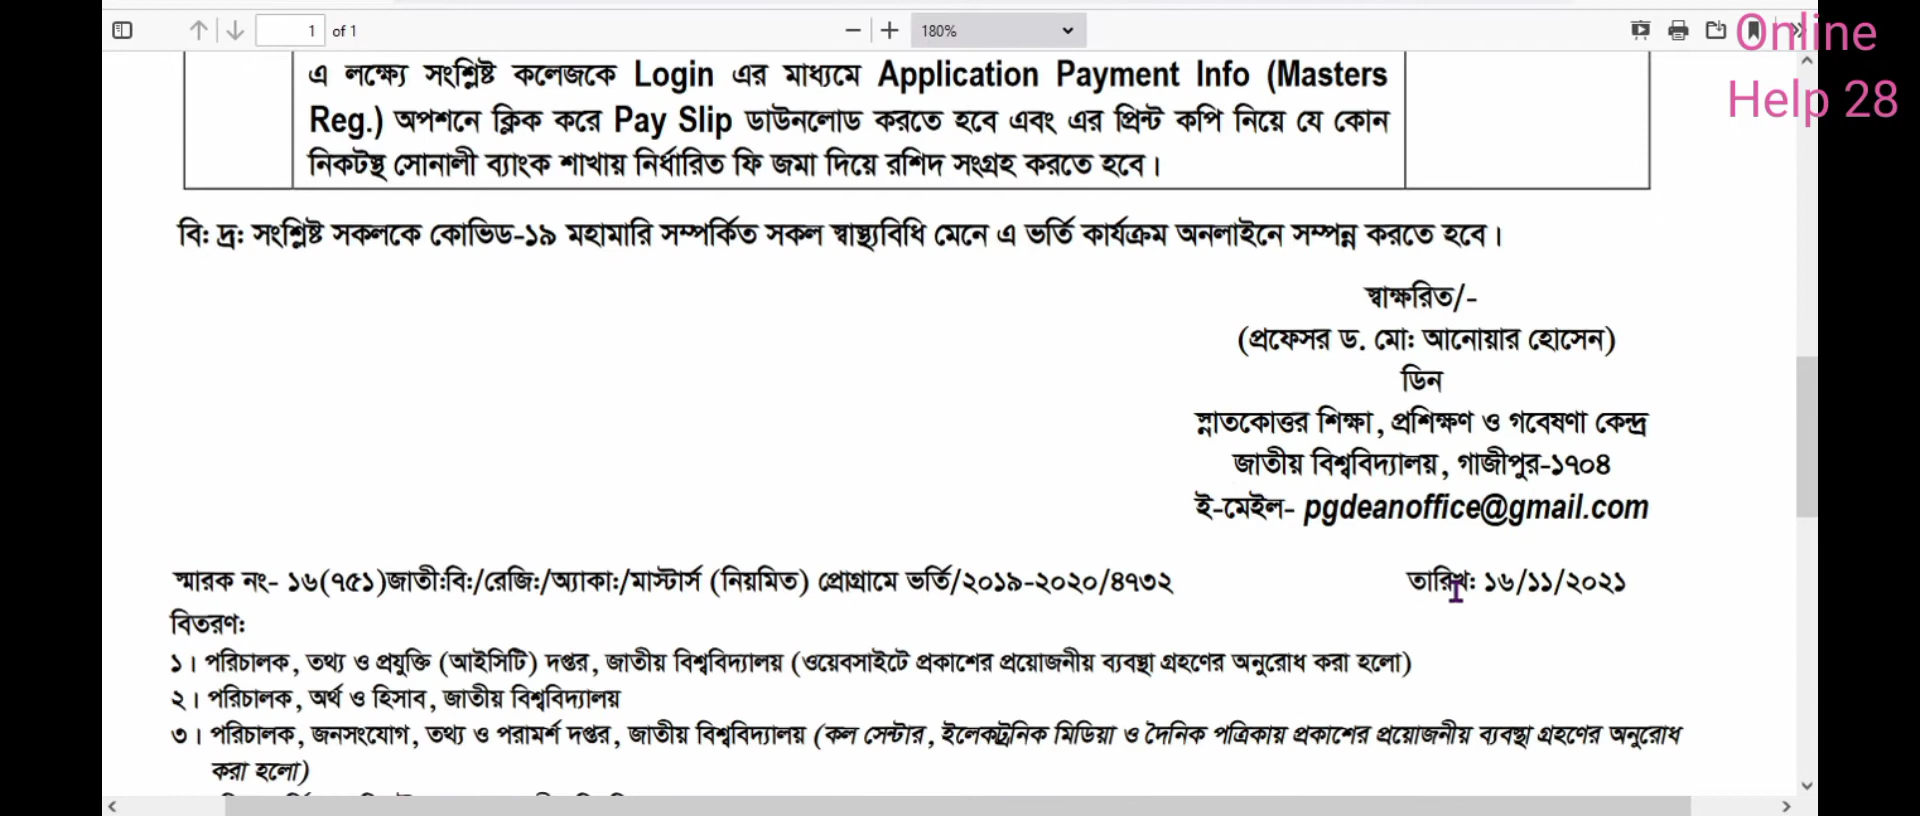 1 of 1
180%
Online
Help 28
এ লক্ষ্যে সংশ্লিষ্ট কলেজকে Login এর মাধ্যমে Application Payment Info (Masters
Reg.) অপশনে ক্লিক করে Pay Slip ডাউনলোড করতে হবে এবং এর প্রিন্ট কপি নিয়ে যে কোন
নিকটস্থ সোনালী ব্যাংক শাখায় নির্ধারিত ফি জমা দিয়ে রশিদ সংগ্রহ করতে হবে।
বি: দ্র: সংশ্লিষ্ট সকলকে কোভিড-১৯ মহামারি সম্পর্কিত সকল স্বাস্থ্যবিধি মেনে এ ভর্তি কার্যক্রম অনলাইনে সম্পন্ন করতে হবে।
স্বাক্ষরিত/-
(প্রফেসর ড. মো: আনোয়ার হোসেন)
ডিন
স্নাতকোত্তর শিক্ষা, প্রশিক্ষণ ও গবেষণা কেন্দ্র
জাতীয় বিশ্ববিদ্যালয়, গাজীপুর-১৭০৪
ই-মেইল- pgdeanoffice@gmail.com
স্মারক নং- ১৬(৭৫১)জাতী:বি:/রেজি:/অ্যাকা:/মাস্টার্স (নিয়মিত) প্রোগ্রামে ভর্তি/২০১৯-২০২০/৪৭৩২ তারিখ: ১৬/১১/২০২১
বিতরণ:
১। পরিচালক, তথ্য ও প্রযুক্তি (আইসিটি) দপ্তর, জাতীয় বিশ্ববিদ্যালয় (ওয়েবসাইটে প্রকাশের প্রয়োজনীয় ব্যবস্থা গ্রহণের অনুরোধ করা হলো)
২। পরিচালক, অর্থ ও হিসাব, জাতীয় বিশ্ববিদ্যালয়
৩। পরিচালক, জনসংযোগ, তথ্য ও পরামর্শ দপ্তর, জাতীয় বিশ্ববিদ্যালয় (কল সেন্টার, ইলেকট্রনিক মিডিয়া ও দৈনিক পত্রিকায় প্রকাশের প্রয়োজনীয় ব্যবস্থা গ্রহণের অনুরোধ
করা হলো)